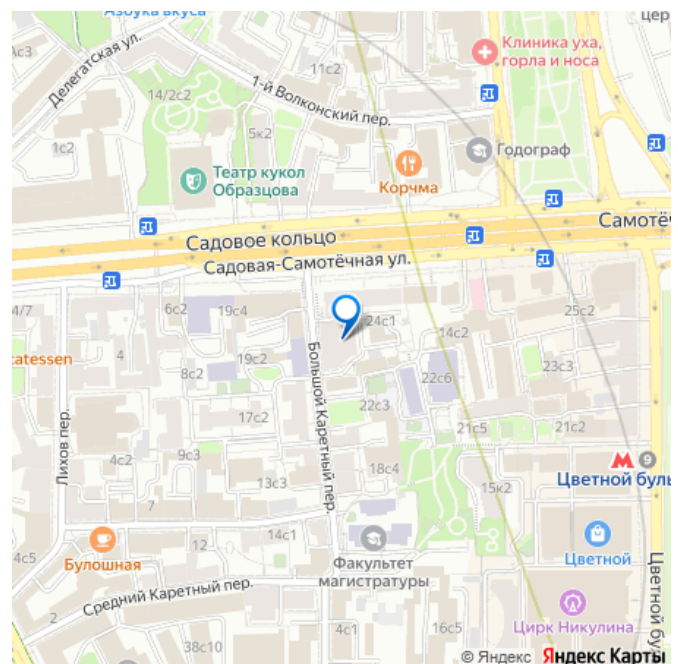 Азбука вкуса
цер
Ас3
11с2
Клиника уха,
горла и носа
Делегатская ул.
14/2с2
1-й Волконский пер.
5к2
1с2
Годограф
Театр кукол
Образцова
Корчма
Самотё
Садовое кольцо
Садовая-Самотёчная ул.
4/7
6с2
19с4
24с1
25с2
14с2
4
atessen
8с2
19с2
Большой Каретный пер.
22с6
23с3
17с2
22с3
21с5
21с2
Лихов пер.
4с2
9с3
18с4
М
9
13с3
Цветной буль
15к2
7
14с1
12
4с5
Булошная
Факультет
магистратуры
Цветной
Цветной бул
Средний Каретный пер.
2
Цирк Никулина
4с1
16с5
38с10
© Яндекс Яндекс Карты